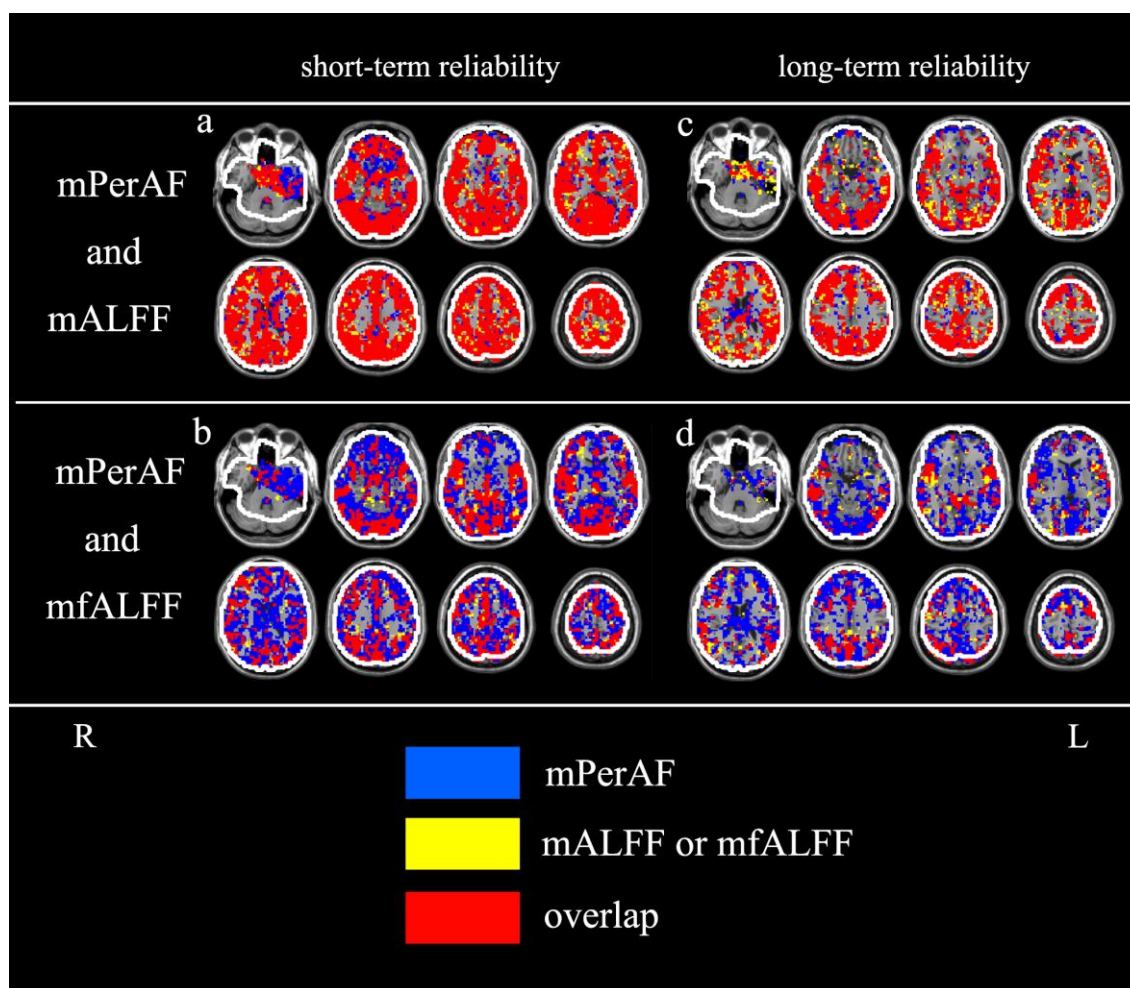 short-term reliability
long-term reliability
a
c
mPerAF
and
mALFF
b
d
mPerAF
and
mfALFF
R
L
mPerAF
mALFF or mfALFF
overlap